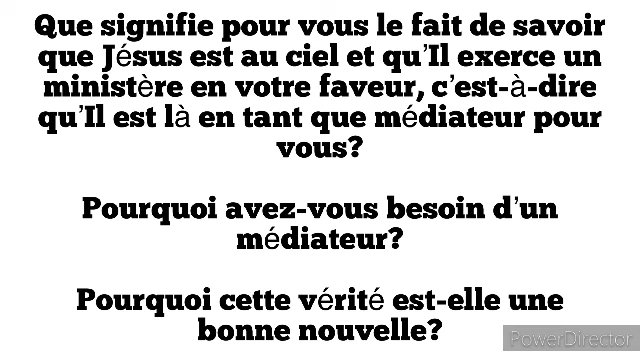 Que signifie pour vous le fait de savoir
que Jésus est au ciel et qu’Il exerce un
ministère en votre faveur, c’est-à-dire
qu’Il est là en tant que médiateur pour
vous?
Pourquoi avez-vous besoin d’un
médiateur?
Pourquoi cette vérité est-elle une
bonne nouvelle?
PowerDirector